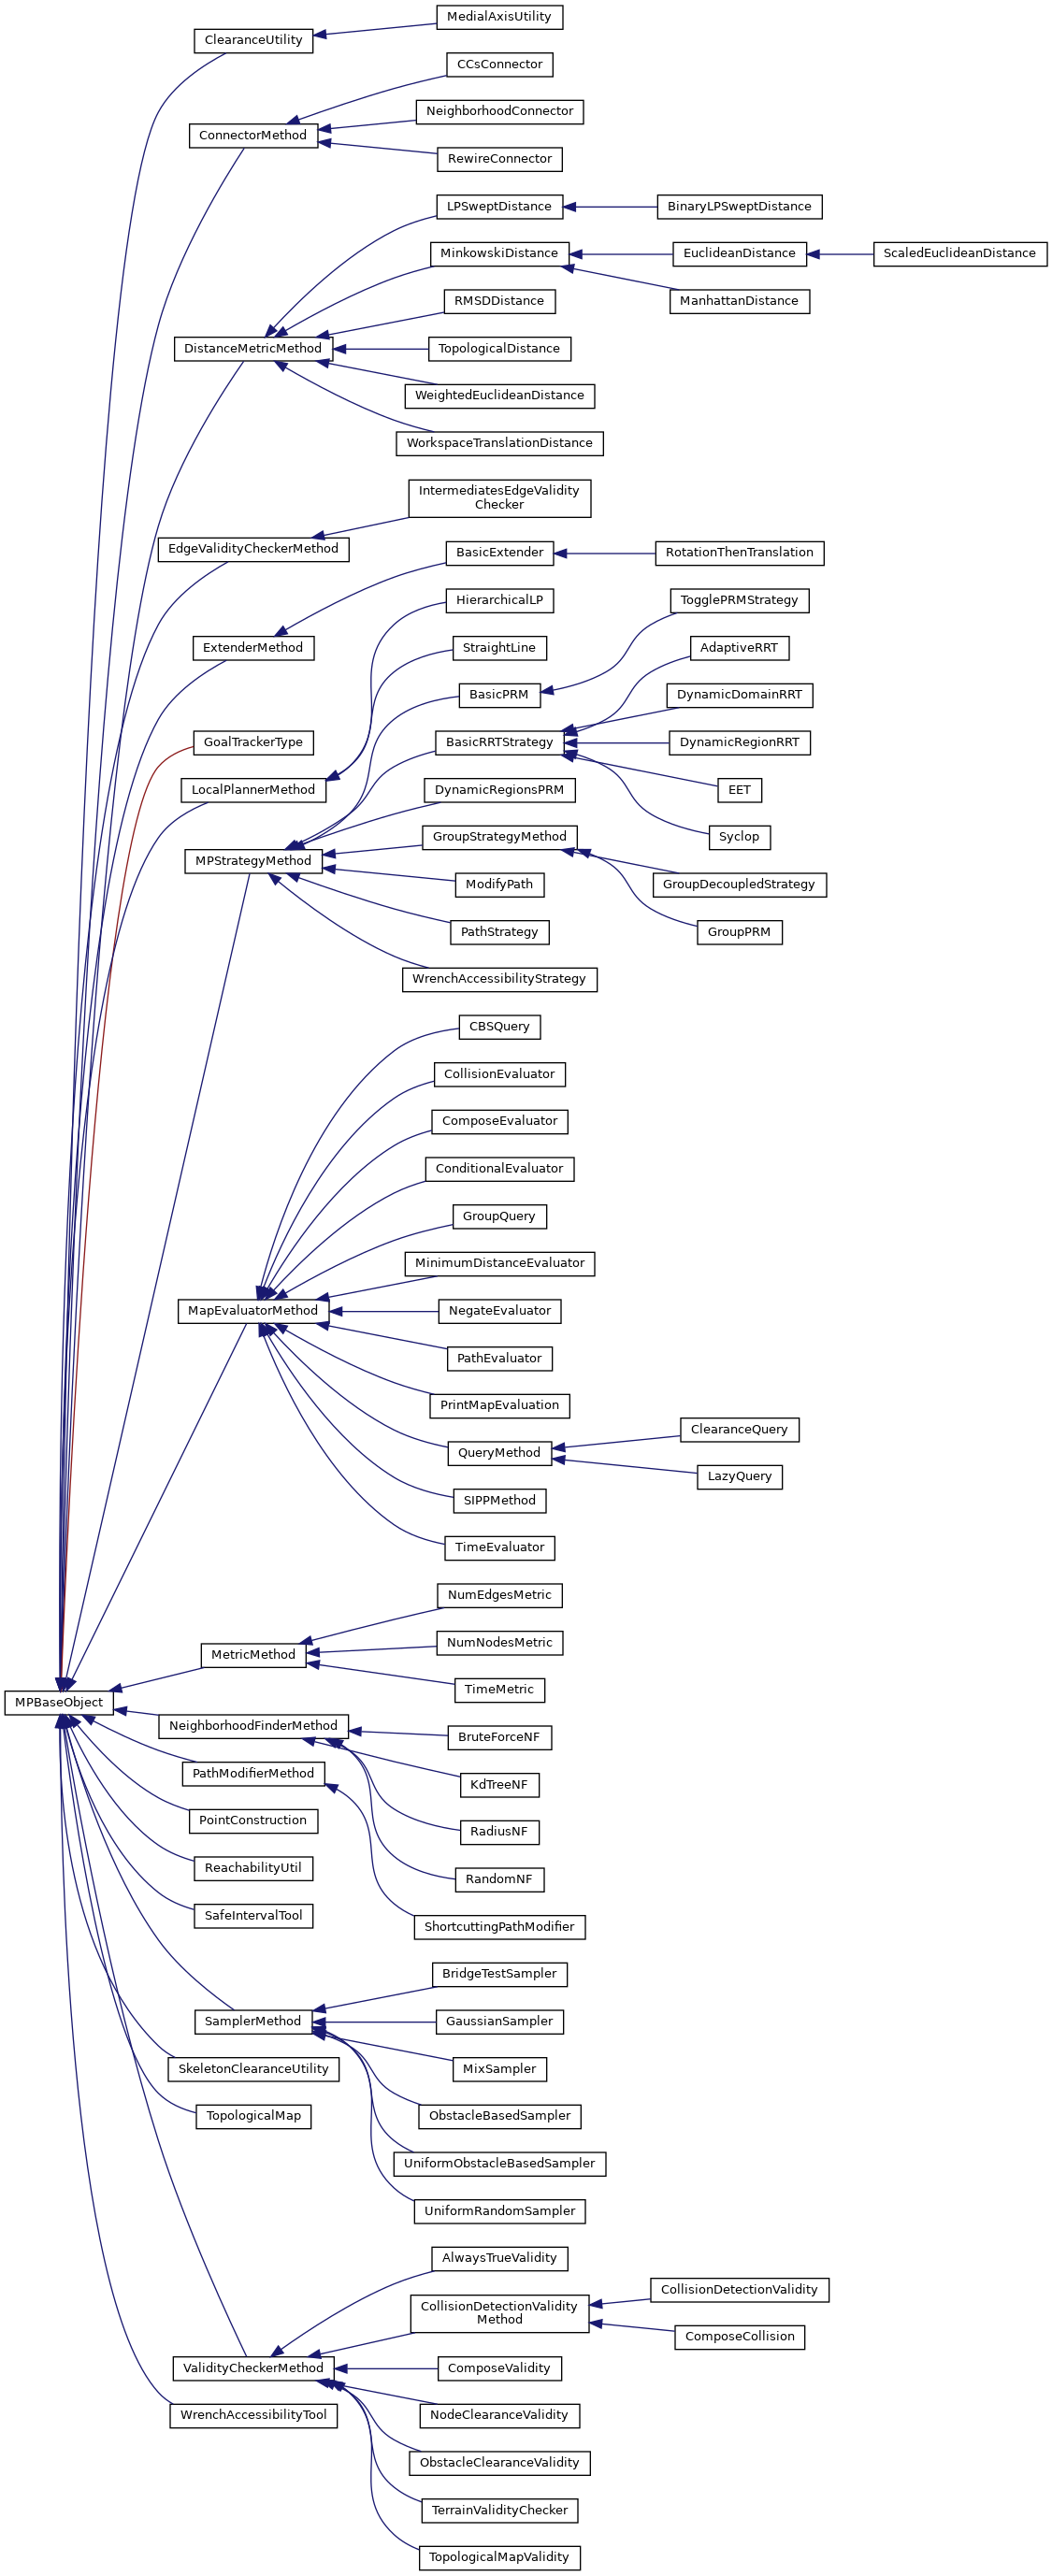 MedialAxisUtility
ClearanceUtility
CCsConnector
NeighborhoodConnector
ConnectorMethod
RewireConnector
LPSweptDistance
BinaryLPSweptDistance
MinkowskiDistance
EuclideanDistance
ScaledEuclideanDistance
RMSDDistance
ManhattanDistance
DistanceMetricMethod
TopologicalDistance
WeightedEuclideanDistance
WorkspaceTranslationDistance
IntermediatesEdgeValidity
Checker
EdgeValidityCheckerMethod
BasicExtender
RotationThenTranslation
HierarchicalLP
TogglePRMStrategy
ExtenderMethod
StraightLine
AdaptiveRRT
BasicPRM
DynamicDomainRRT
GoalTrackerType
BasicRRTStrategy
DynamicRegionRRT
LocalPlannerMethod
DynamicRegionsPRM
EET
GroupStrategyMethod
Syclop
MPStrategyMethod
ModifyPath
GroupDecoupledStrategy
PathStrategy
GroupPRM
WrenchAccessibilityStrategy
CBSQuery
CollisionEvaluator
ComposeEvaluator
ConditionalEvaluator
GroupQuery
MinimumDistanceEvaluator
MapEvaluatorMethod
NegateEvaluator
PathEvaluator
PrintMapEvaluation
ClearanceQuery
QueryMethod
LazyQuery
SIPPMethod
TimeEvaluator
NumEdgesMetric
NumNodesMetric
MetricMethod
TimeMetric
MPBaseObject
NeighborhoodFinderMethod
BruteForceNF
PathModifierMethod
KdTreeNF
PointConstruction
RadiusNF
ReachabilityUtil
RandomNF
SafeIntervalTool
ShortcuttingPathModifier
BridgeTestSampler
SamplerMethod
GaussianSampler
SkeletonClearanceUtility
MixSampler
TopologicalMap
ObstacleBasedSampler
UniformObstacleBasedSampler
UniformRandomSampler
AlwaysTrueValidity
CollisionDetectionValidity
CollisionDetectionValidity
Method
ComposeCollision
ValidityCheckerMethod
ComposeValidity
WrenchAccessibilityTool
NodeClearanceValidity
ObstacleClearanceValidity
TerrainValidityChecker
TopologicalMapValidity